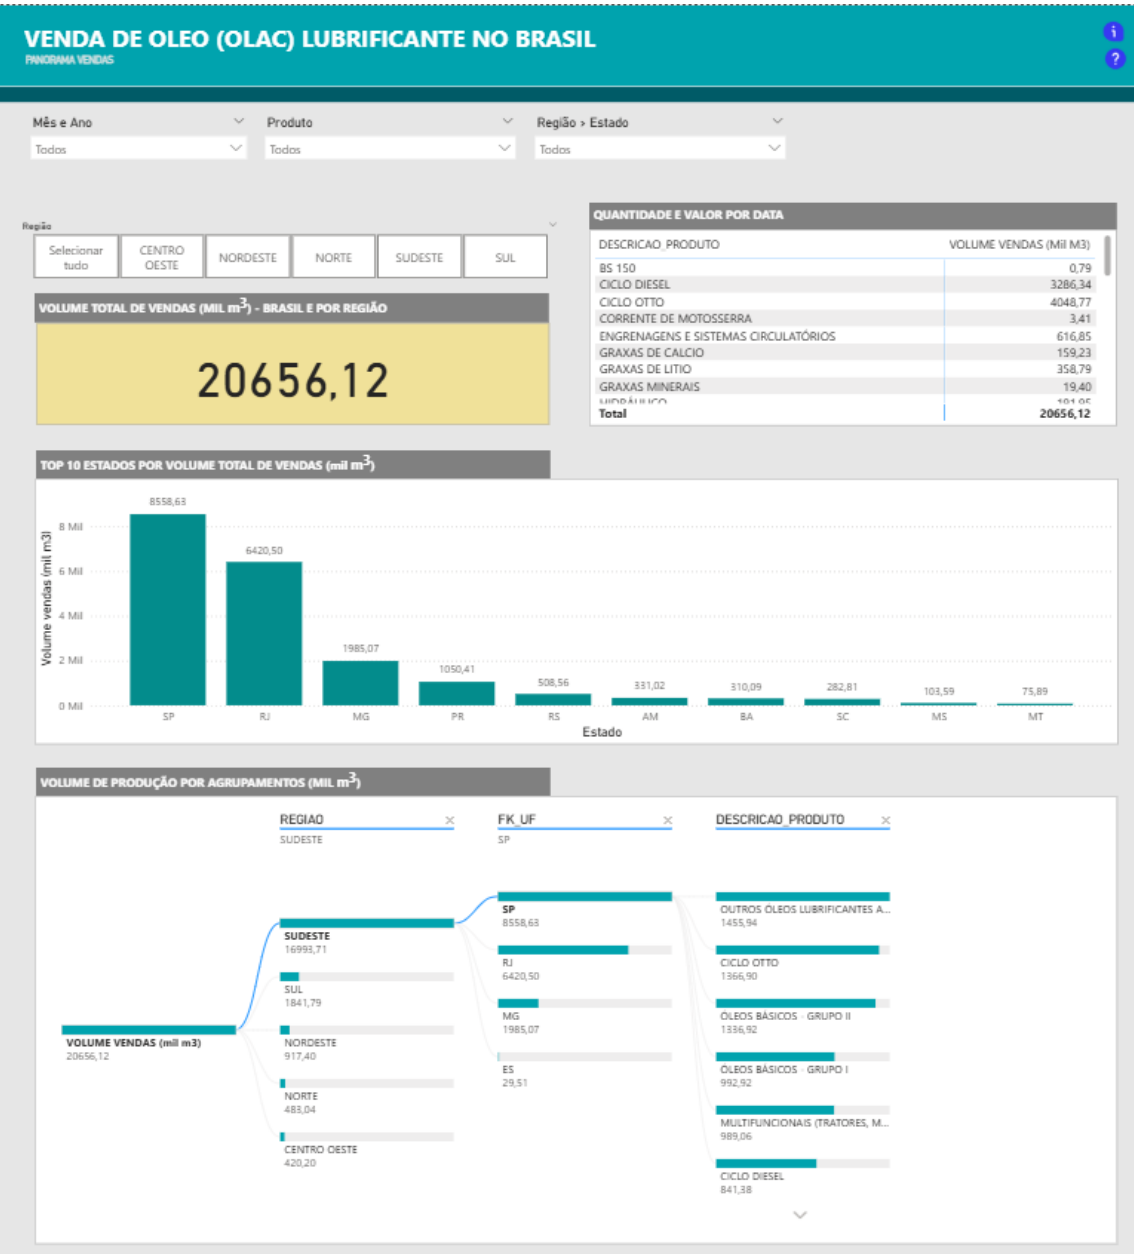 VENDA DE OLEO (OLAC) LUBRIFICANTE NO BRASIL
PANORAMA VENDAS
i
?
Mês e Ano
Todos
Produto
Todos
Região > Estado
Todos
Região
Selecionar tudo
CENTRO OESTE
NORDESTE
NORTE
SUDESTE
SUL
VOLUME TOTAL DE VENDAS (MIL m³) - BRASIL E POR REGIÃO
20656,12
QUANTIDADE E VALOR POR DATA
DESCRICAO_PRODUTO VOLUME VENDAS (Mil M3)
BS 150 0,79
CICLO DIESEL 3286,34
CICLO OTTO 4048,77
CORRENTE DE MOTOSSERRA 3,41
ENGRENAGENS E SISTEMAS CIRCULATÓRIOS 616,85
GRAXAS DE CALCIO 159,23
GRAXAS DE LITIO 358,79
GRAXAS MINERAIS 19,40
HIDRÁULICO 191,95
Total 20656,12
TOP 10 ESTADOS POR VOLUME TOTAL DE VENDAS (mil m³)
Volume vendas (mil m3)
8 Mil
6 Mil
4 Mil
2 Mil
0 Mil
8558,63
6420,50
1985,07
1050,41
508,56
331,02
310,09
282,81
103,59
75,89
SP RJ MG PR RS AM BA SC MS MT
Estado
VOLUME DE PRODUÇÃO POR AGRUPAMENTOS (MIL m³)
REGIAO
SUDESTE
FK_UF
SP
DESCRICAO_PRODUTO
VOLUME VENDAS (mil m3)
20656,12
SUDESTE
16993,71
SUL
1841,79
NORDESTE
917,40
NORTE
483,04
CENTRO OESTE
420,20
SP
8558,63
RJ
6420,50
MG
1985,07
ES
29,51
OUTROS ÓLEOS LUBRIFICANTES A...
1455,94
CICLO OTTO
1366,90
ÓLEOS BÁSICOS - GRUPO II
1336,92
ÓLEOS BÁSICOS - GRUPO I
992,92
MULTIFUNCIONAIS (TRATORES, M...
989,06
CICLO DIESEL
841,38